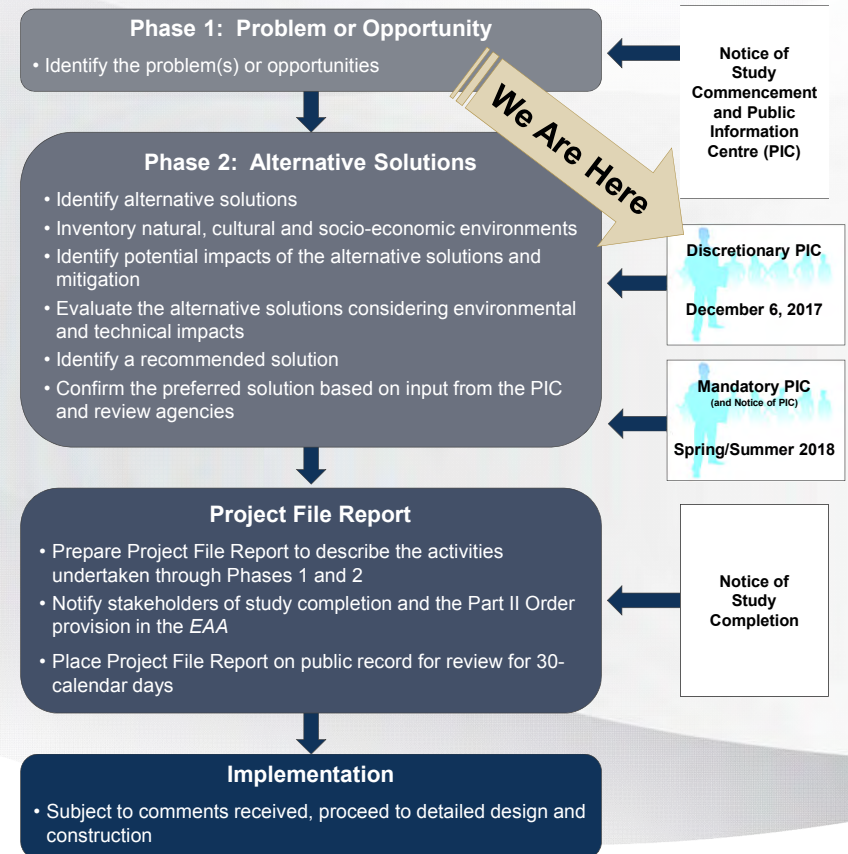 Phase 1: Problem or Opportunity
• Identify the problem(s) or opportunities
Notice of
Study
Commencement
and Public
Information
Centre (PIC)
We Are Here
Phase 2: Alternative Solutions
• Identify alternative solutions
• Inventory natural, cultural and socio-economic environments
• Identify potential impacts of the alternative solutions and
mitigation
• Evaluate the alternative solutions considering environmental
and technical impacts
• Identify a recommended solution
• Confirm the preferred solution based on input from the PIC
and review agencies
Discretionary PIC
December 6, 2017
Mandatory PIC
(and Notice of PIC)
Spring/Summer 2018
Project File Report
• Prepare Project File Report to describe the activities
undertaken through Phases 1 and 2
• Notify stakeholders of study completion and the Part II Order
provision in the EAA
• Place Project File Report on public record for review for 30-
calendar days
Notice of
Study
Completion
Implementation
• Subject to comments received, proceed to detailed design and
construction